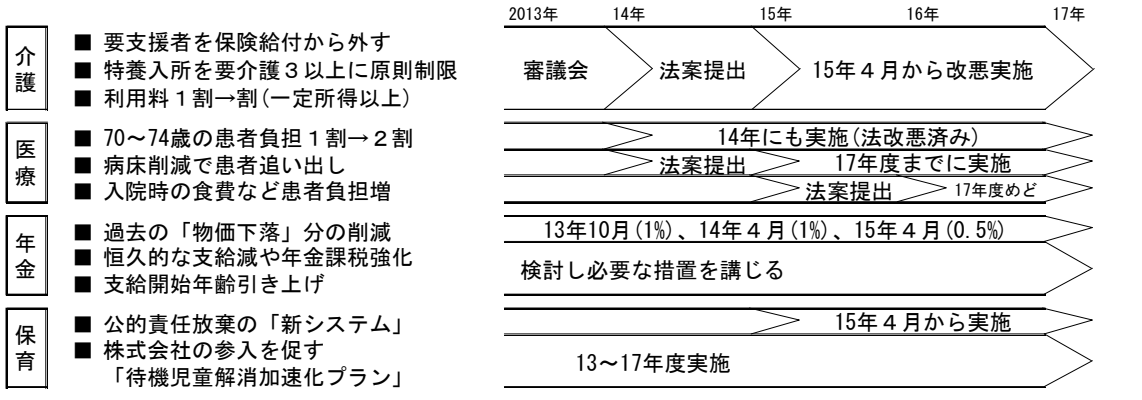 2013年 14年 15年 16年 17年
介護
■ 要支援者を保険給付から外す
■ 特養入所を要介護３以上に原則制限
■ 利用料１割→割(一定所得以上)
審議会 法案提出 15年４月から改悪実施
医療
■ 70～74歳の患者負担１割→２割
■ 病床削減で患者追い出し
■ 入院時の食費など患者負担増
14年にも実施(法改悪済み)
法案提出 17年度までに実施
法案提出 17年度めど
年金
■ 過去の「物価下落」分の削減
■ 恒久的な支給減や年金課税強化
■ 支給開始年齢引き上げ
13年10月(1%)、14年４月(1%)、15年４月(0.5%)
検討し必要な措置を講じる
保育
■ 公的責任放棄の「新システム」
■ 株式会社の参入を促す
「待機児童解消加速化プラン」
15年４月から実施
13～17年度実施